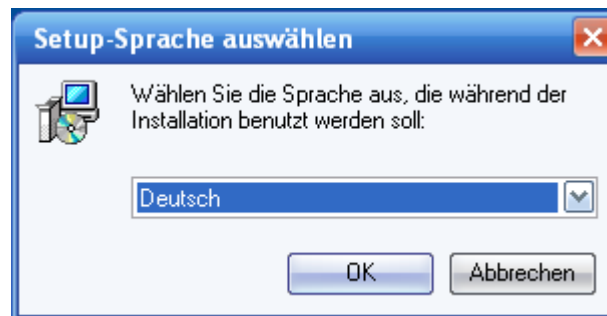 Setup-Sprache auswählen
Wählen Sie die Sprache aus, die während der
Installation benutzt werden soll:
Deutsch
OK
Abbrechen